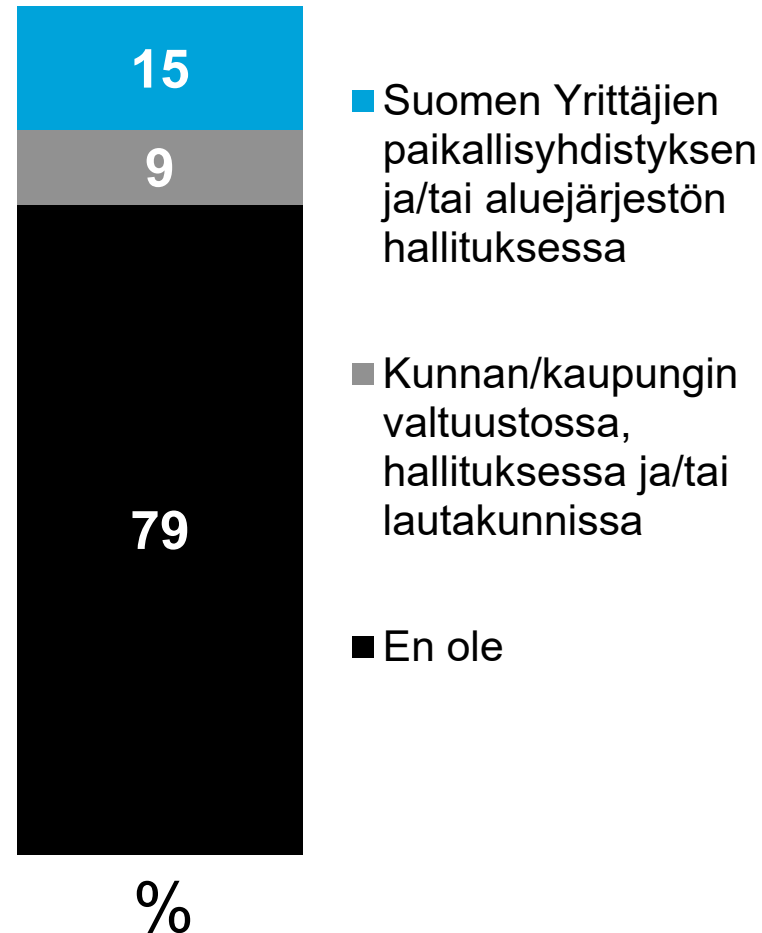 15
9
79
%
Suomen Yrittäjien
paikallisyhdistyksen
ja/tai aluejärjestön
hallituksessa
Kunnan/kaupungin
valtuustossa,
hallituksessa ja/tai
lautakunnissa
En ole